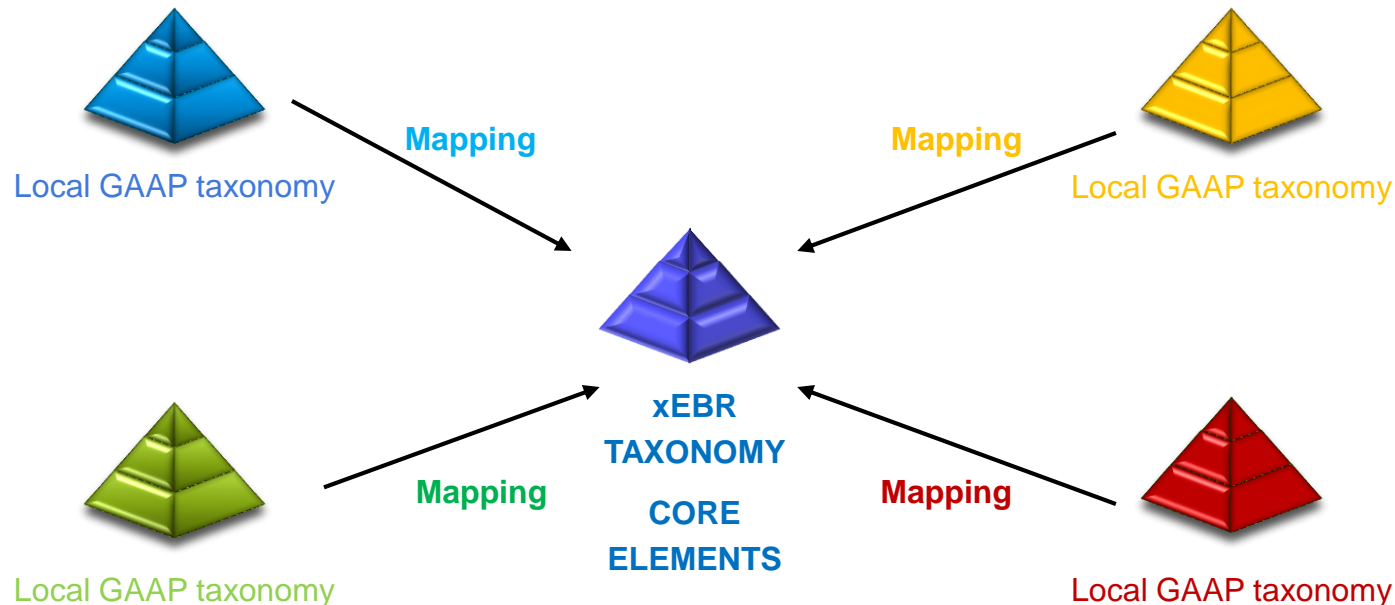 Mapping
Mapping
Local GAAP taxonomy
Local GAAP taxonomy
xEBR
TAXONOMY
CORE
ELEMENTS
Mapping
Mapping
Local GAAP taxonomy
Local GAAP taxonomy